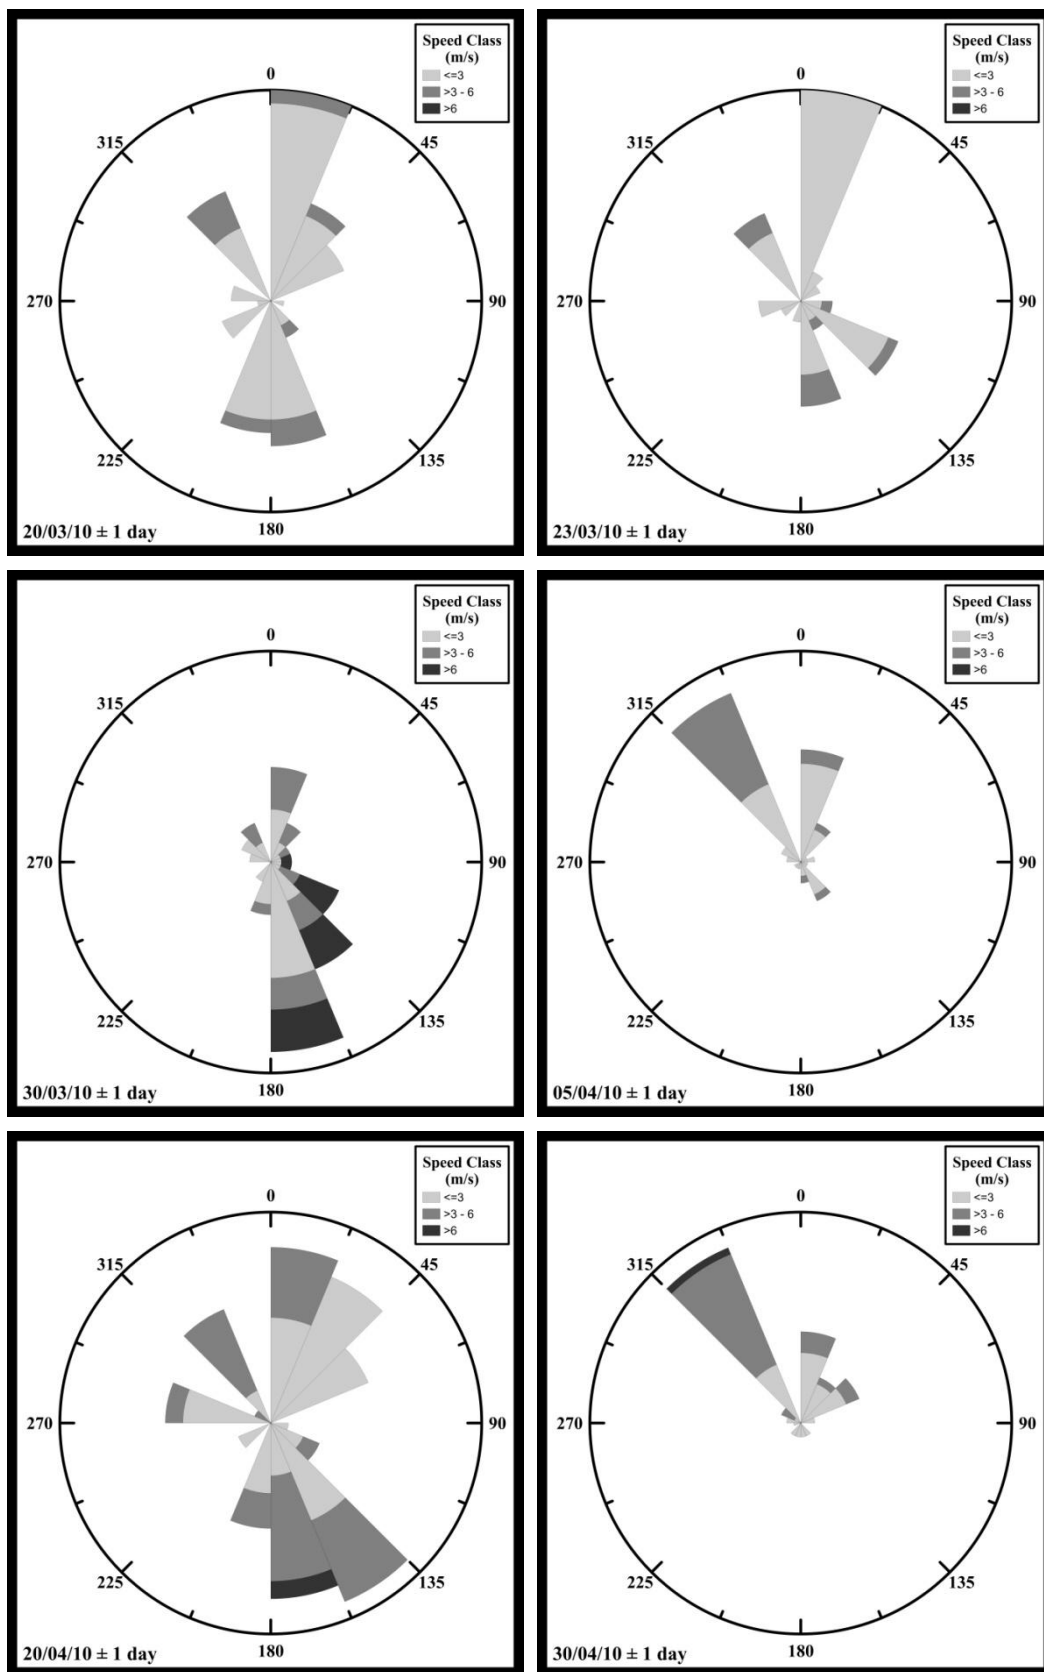 Speed Class
(m/s)
<=3
>3 - 6
>6
0
45
90
135
180
225
270
315
20/03/10 ± 1 day
Speed Class
(m/s)
<=3
>3 - 6
>6
0
45
90
135
180
225
270
315
23/03/10 ± 1 day
Speed Class
(m/s)
<=3
>3 - 6
>6
0
45
90
135
180
225
270
315
30/03/10 ± 1 day
Speed Class
(m/s)
<=3
>3 - 6
>6
0
45
90
135
180
225
270
315
05/04/10 ± 1 day
Speed Class
(m/s)
<=3
>3 - 6
>6
0
45
90
135
180
225
270
315
20/04/10 ± 1 day
Speed Class
(m/s)
<=3
>3 - 6
>6
0
45
90
135
180
225
270
315
30/04/10 ± 1 day